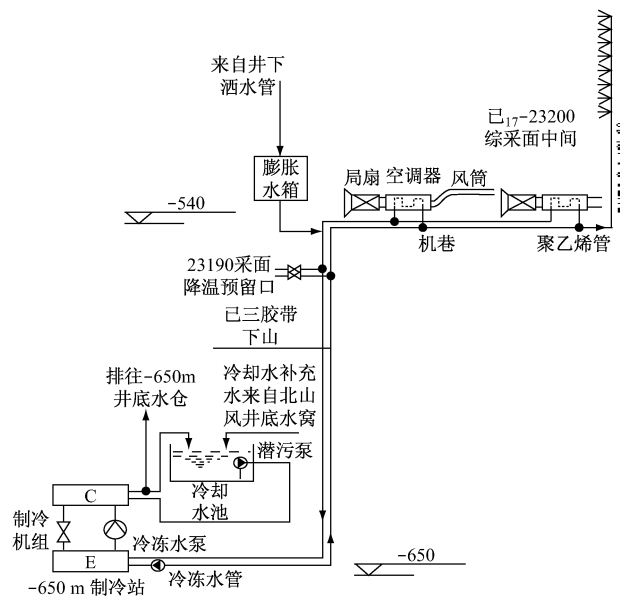 来自井下
洒水管
已17-23200
综采面中间
膨胀
水箱
局扇
空调器
风筒
-540
机巷
聚乙烯管
23190采面
降温预留口
已三胶带
下山
排往-650m
井底水仓
冷却水补充
水来自北山
风井底水窝
潜污泵
C
冷却
水池
制冷
机组
冷冻水泵
E
-650
-650 m 制冷站
冷冻水管